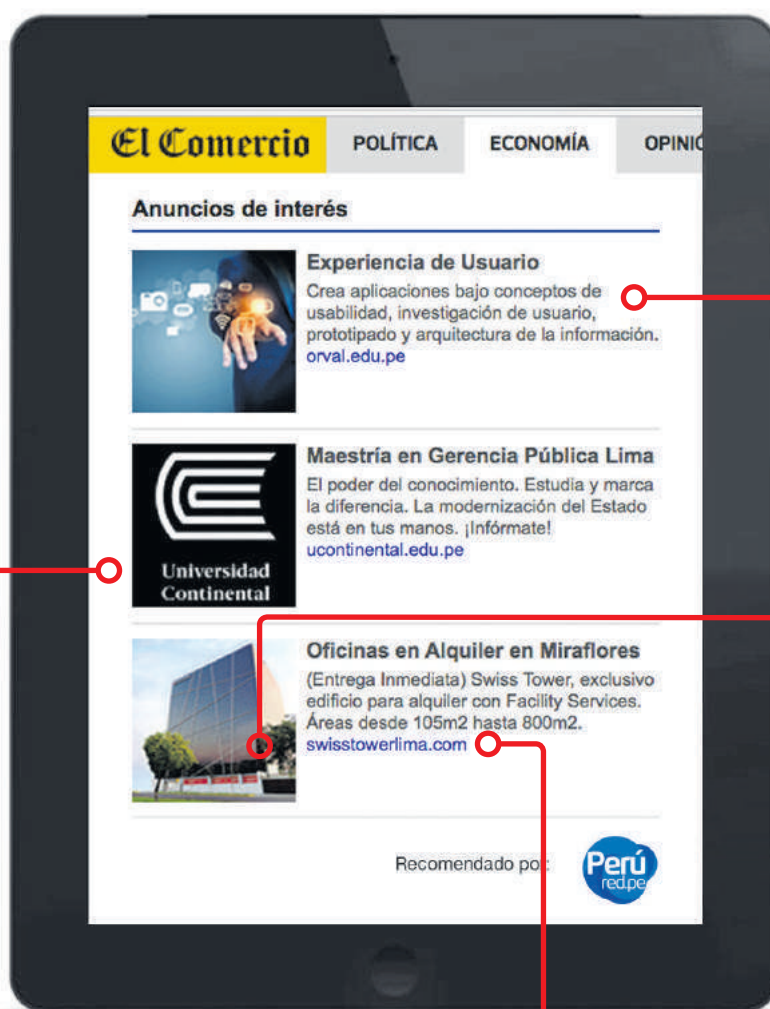 El Comercio POLÍTICA ECONOMÍA OPINIÓ
Anuncios de interés
Experiencia de Usuario
Crea aplicaciones bajo conceptos de
usabilidad, investigación de usuario,
prototipado y arquitectura de la información.
orval.edu.pe
Universidad
Continental
Maestría en Gerencia Pública Lima
El poder del conocimiento. Estudia y marca
la diferencia. La modernización del Estado
está en tus manos. ¡Infórmate!
ucontinental.edu.pe
Oficinas en Alquiler en Miraflores
(Entrega Inmediata) Swiss Tower, exclusivo
edificio para alquiler con Facility Services.
Áreas desde 105m2 hasta 800m2.
swisstowerlima.com
Recomendado por:
Perú
red.pe